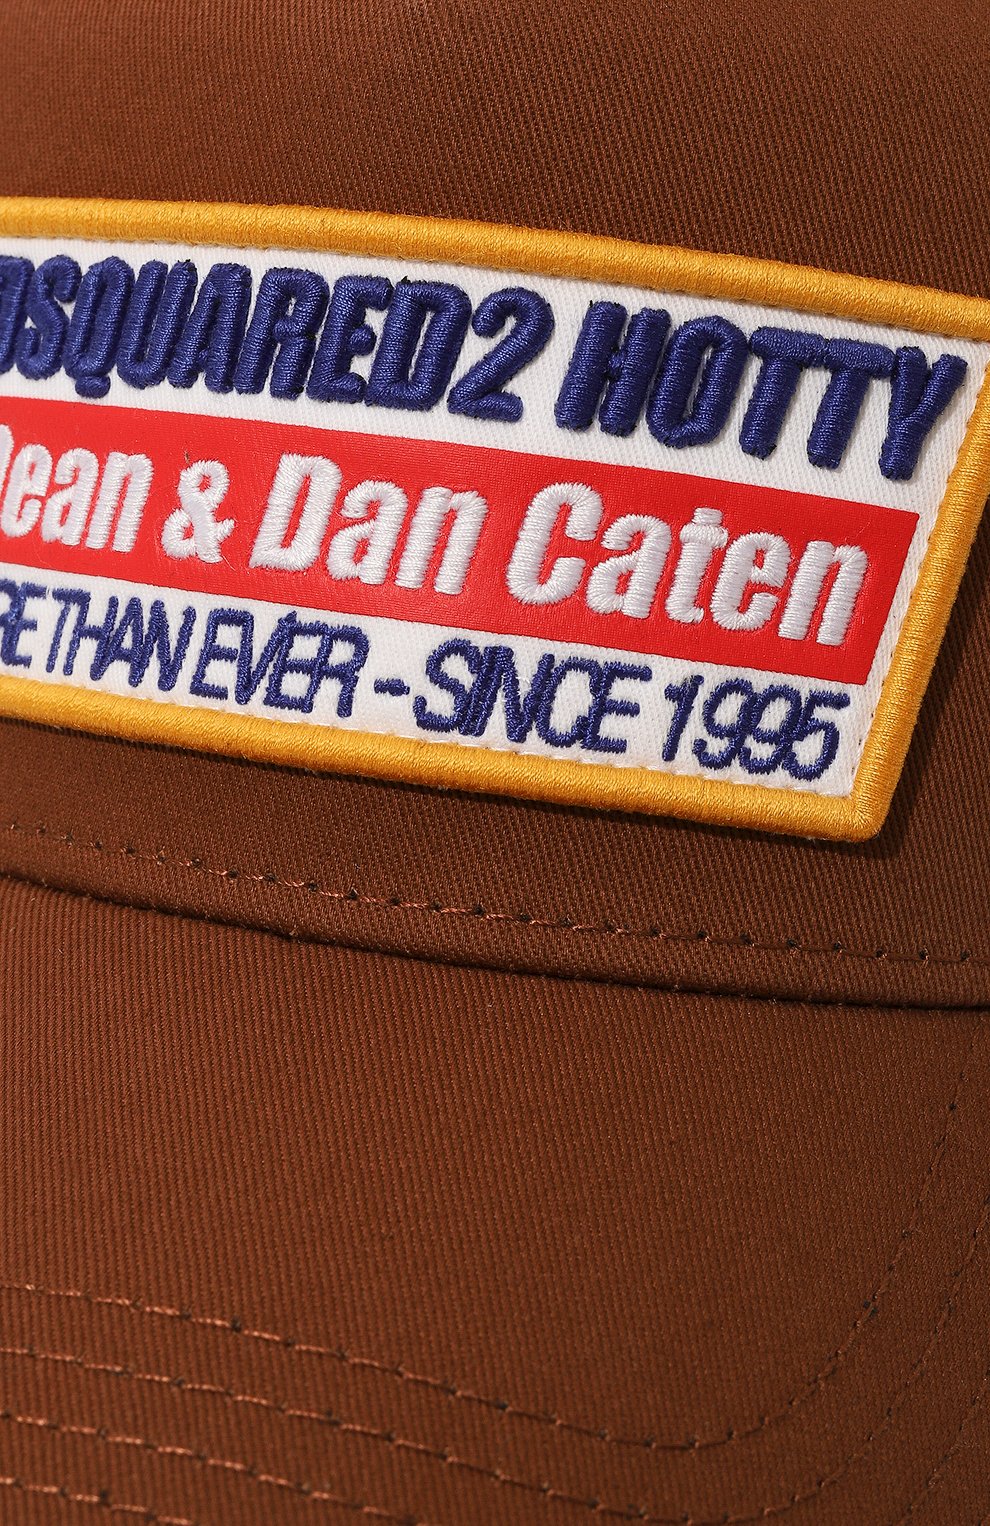 DSQUARED2 HOTTY
Dean & Dan Caten
RE THAN EVER - SINCE 1995